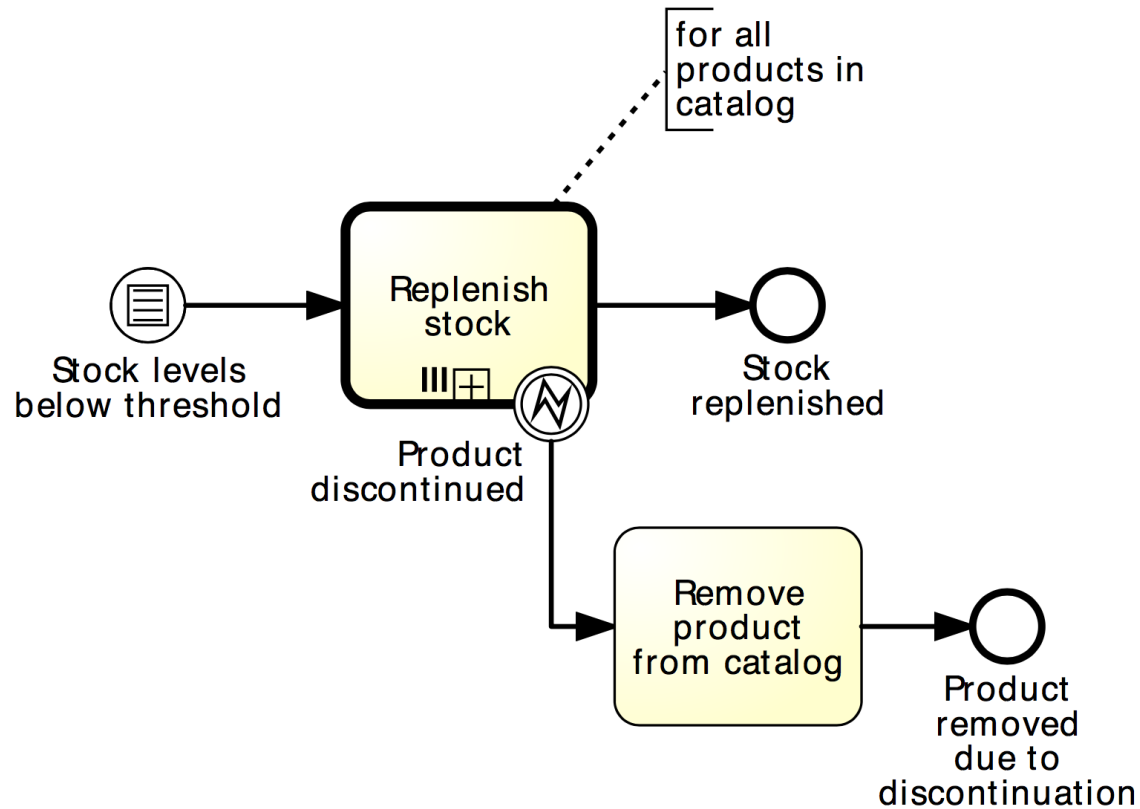 for all
products in
catalog
Replenish
stock
Stock levels
below threshold
Stock
replenished
Product
discontinued
Remove
product
from catalog
Product
removed
due to
discontinuation